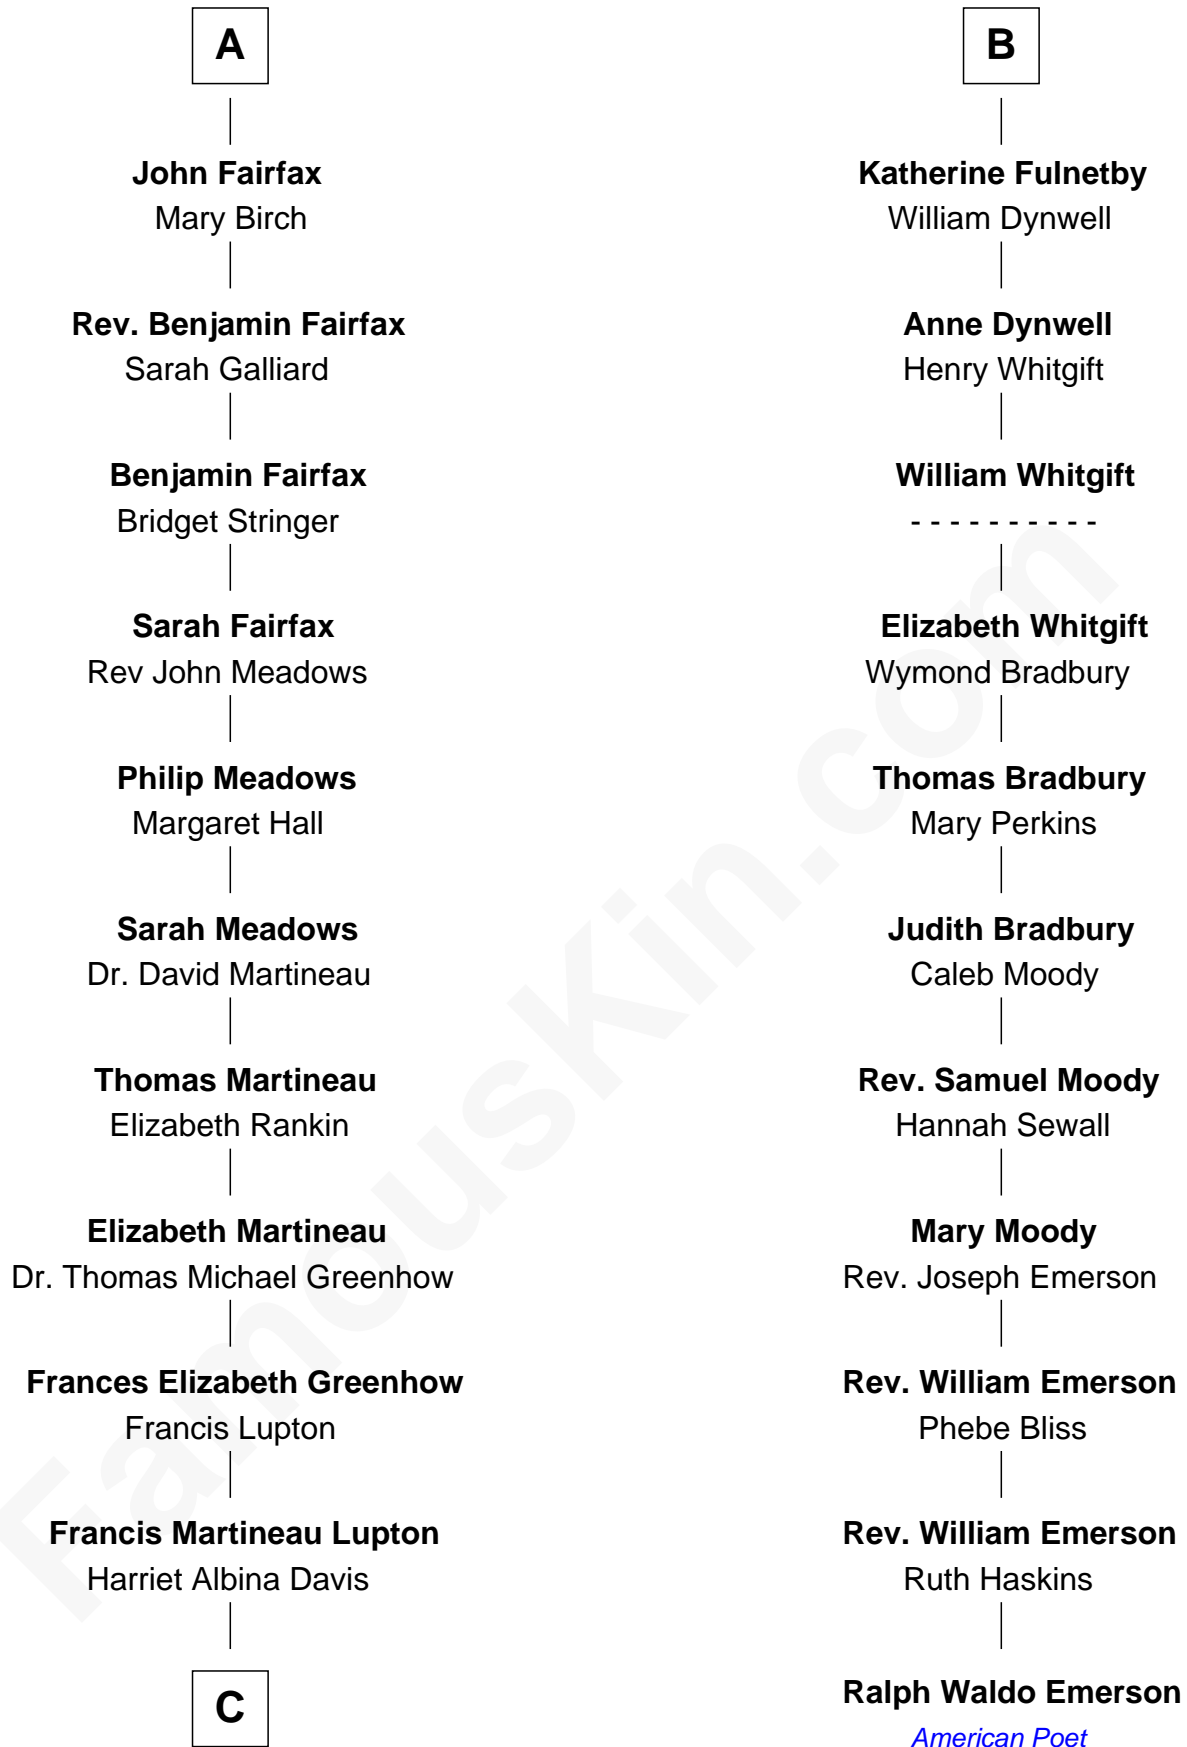 A
John Fairfax
Mary Birch
Rev. Benjamin Fairfax
Sarah Galliard
Benjamin Fairfax
Bridget Stringer
Sarah Fairfax
Rev John Meadows
Philip Meadows
Margaret Hall
Sarah Meadows
Dr. David Martineau
Thomas Martineau
Elizabeth Rankin
Elizabeth Martineau
Dr. Thomas Michael Greenhow
Frances Elizabeth Greenhow
Francis Lupton
Francis Martineau Lupton
Harriet Albina Davis
C
B
Katherine Fulnetby
William Dynwell
Anne Dynwell
Henry Whitgift
William Whitgift
- - - - - - - - - -
Elizabeth Whitgift
Wymond Bradbury
Thomas Bradbury
Mary Perkins
Judith Bradbury
Caleb Moody
Rev. Samuel Moody
Hannah Sewall
Mary Moody
Rev. Joseph Emerson
Rev. William Emerson
Phebe Bliss
Rev. William Emerson
Ruth Haskins
Ralph Waldo Emerson
American Poet
FamousKin.com